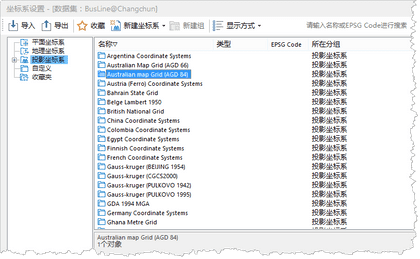 坐标系设置 - [数据集: BusLine@Changchun]
导入 导出 收藏 新建坐标系 新建组 显示方式 请输入名称或EPSG Code进行搜索
平面坐标系
地理坐标系
投影坐标系
自定义
收藏夹
名称 类型 EPSG Code 所在分组
Argentina Coordinate Systems 投影坐标系
Australian Map Grid (AGD 66) 投影坐标系
Australian map Grid (AGD 84) 投影坐标系
Austria (Ferro) Coordinate Systems 投影坐标系
Bahrain State Grid 投影坐标系
Belge Lambert 1950 投影坐标系
British National Grid 投影坐标系
China Coordinate Systems 投影坐标系
Colombia Coordinate Systems 投影坐标系
Egypt Coordinate Systems 投影坐标系
Finnish Coordinate Systems 投影坐标系
French Coordinate Systems 投影坐标系
Gauss-kruger (BEIJING 1954) 投影坐标系
Gauss-kruger (CGCS2000) 投影坐标系
Gauss-kruger (PULKOVO 1942) 投影坐标系
Gauss-kruger (PULKOVO 1995) 投影坐标系
GDA 1994 MGA 投影坐标系
Germany Coordinate Systems 投影坐标系
Ghana Metre Grid 投影坐标系
Australian map Grid (AGD 84)
1个对象